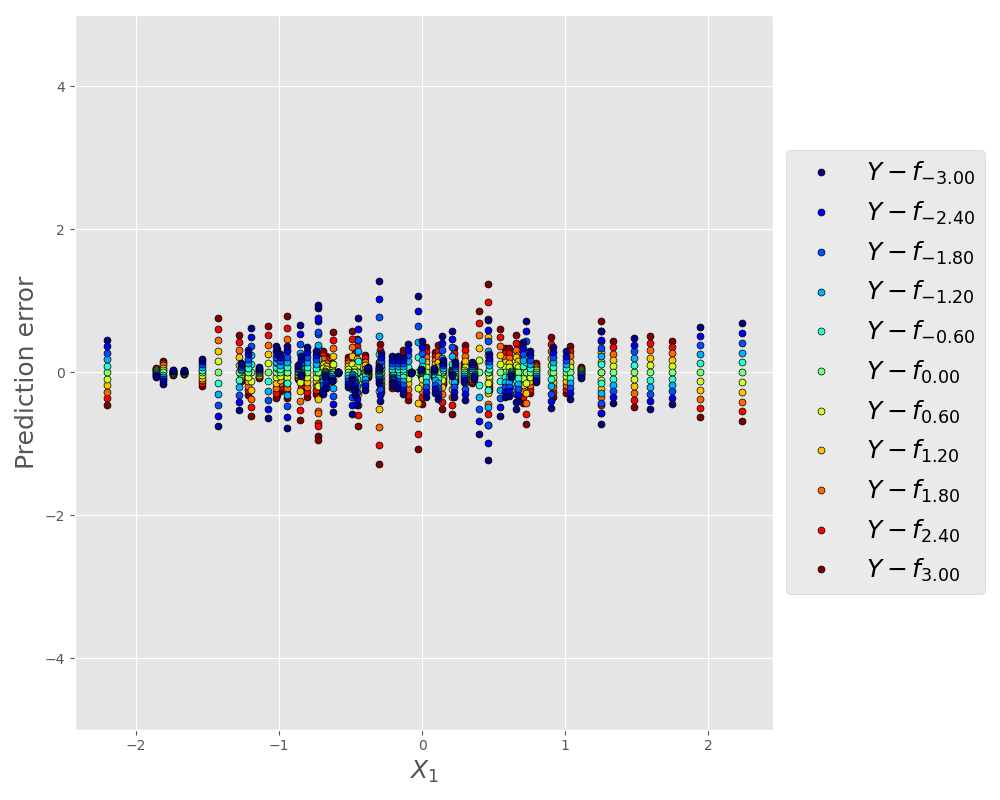 4
2
0
−2
−4
Prediction error
−2 −1 0 1 2
X₁
Y − f₋₃.₀₀
Y − f₋₂.₄₀
Y − f₋₁.₈₀
Y − f₋₁.₂₀
Y − f₋₀.₆₀
Y − f₀.₀₀
Y − f₀.₆₀
Y − f₁.₂₀
Y − f₁.₈₀
Y − f₂.₄₀
Y − f₃.₀₀